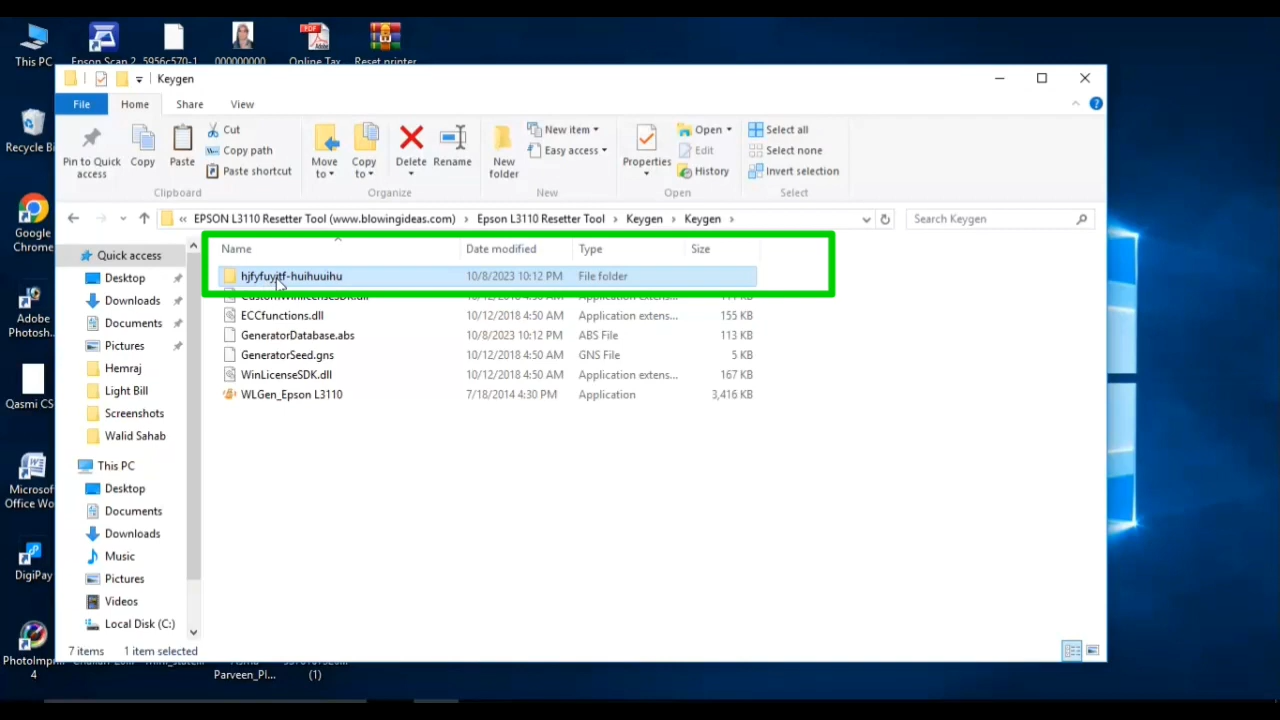 This PC
Epson Scan 2
5956c570-1
000000000
Online Tax
Reset printer
Keygen
File Home Share View
Pin to Quick access
Copy
Paste
Cut
Copy path
Paste shortcut
Clipboard
Move to
Copy to
Delete
Rename
Organize
New folder
New item
Easy access
New
Properties
Open
Edit
History
Open
Select all
Select none
Invert selection
Select
« EPSON L3110 Resetter Tool (www.blowingideas.com) > Epson L3110 Resetter Tool > Keygen > Keygen >
Search Keygen
Name Date modified Type Size
hjfyfuyitf-huihuuihu 10/8/2023 10:12 PM File folder
CustomWinlicenseSDK.dll 10/12/2018 4:50 AM Application extens...
ECCfunctions.dll 10/12/2018 4:50 AM Application extens... 155 KB
GeneratorDatabase.abs 10/8/2023 10:12 PM ABS File 113 KB
GeneratorSeed.gns 10/12/2018 4:50 AM GNS File 5 KB
WinLicenseSDK.dll 10/12/2018 4:50 AM Application extens... 167 KB
WLGen_Epson L3110 7/18/2014 4:30 PM Application 3,416 KB
Quick access
Desktop
Downloads
Documents
Pictures
Hemraj
Light Bill
Screenshots
Walid Sahab
This PC
Desktop
Documents
Downloads
Music
Pictures
Videos
Local Disk (C:)
7 items 1 item selected
Recycle Bi
Google Chrome
Adobe Photosh...
Qasmi CS
Microsof Office Wo
DigiPay
PhotoImp 4
Parveen_Pl...
(1)